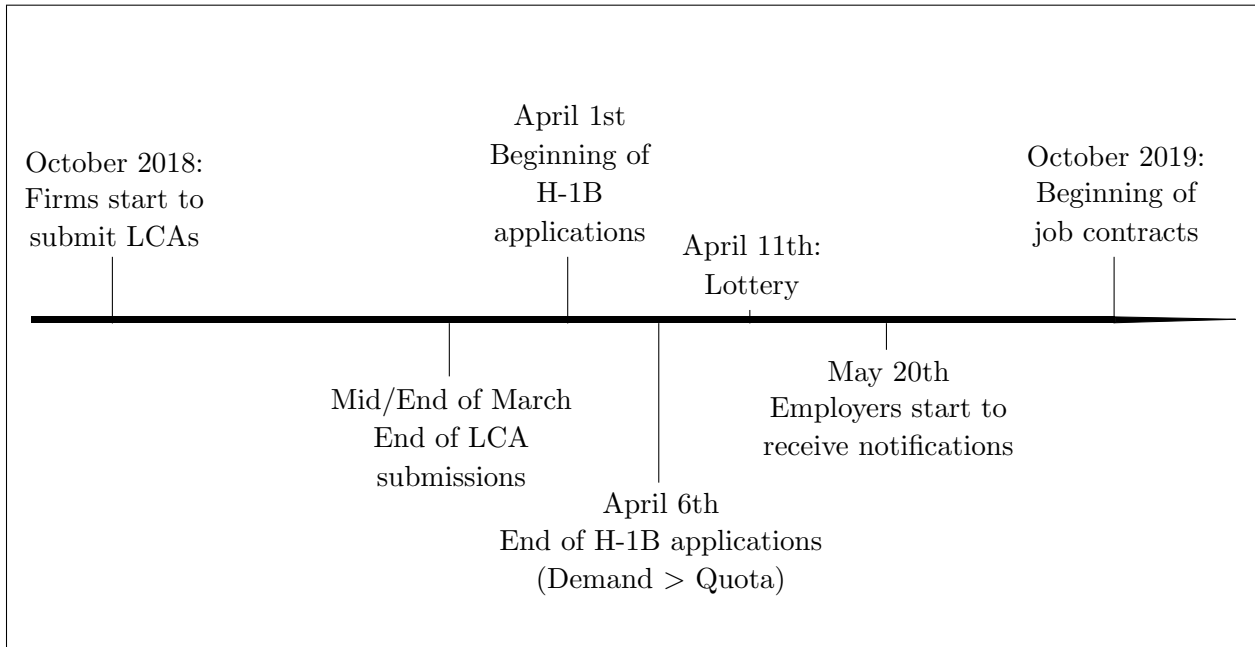 October 2018:
Firms start to
submit LCAs
Mid/End of March
End of LCA
submissions
April 1st
Beginning of
H-1B
applications
April 6th
End of H-1B applications
(Demand > Quota)
April 11th:
Lottery
May 20th
Employers start to
receive notifications
October 2019:
Beginning of
job contracts